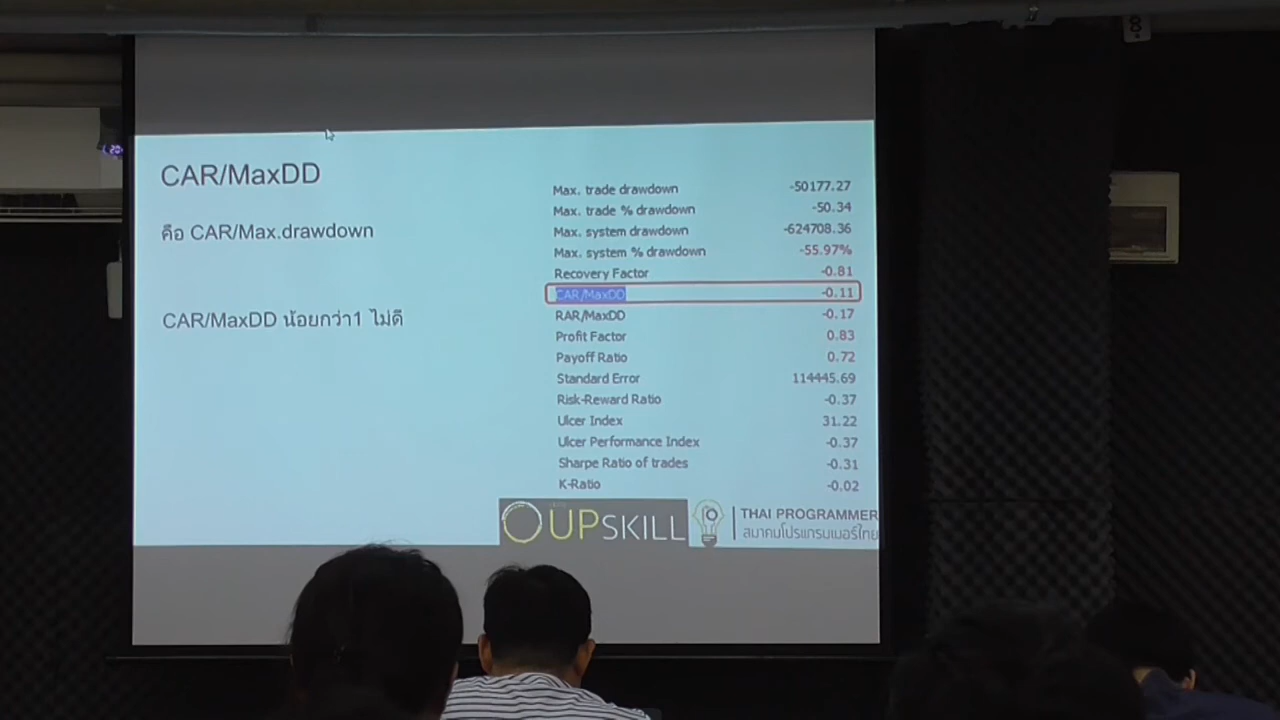 CAR/MaxDD
คือ CAR/Max.drawdown
CAR/MaxDD น้อยกว่า1 ไม่ดี
Max. trade drawdown -50177.27
Max. trade % drawdown -50.34
Max. system drawdown -624708.36
Max. system % drawdown -55.97%
Recovery Factor -0.81
CAR/MaxDD -0.11
RAR/MaxDD -0.17
Profit Factor 0.83
Payoff Ratio 0.72
Standard Error 114445.69
Risk-Reward Ratio -0.37
Ulcer Index 31.22
Ulcer Performance Index -0.37
Sharpe Ratio of trades -0.31
K-Ratio -0.02
UPSKILL
THAI PROGRAMMER
สมาคมโปรแกรมเมอร์ไทย